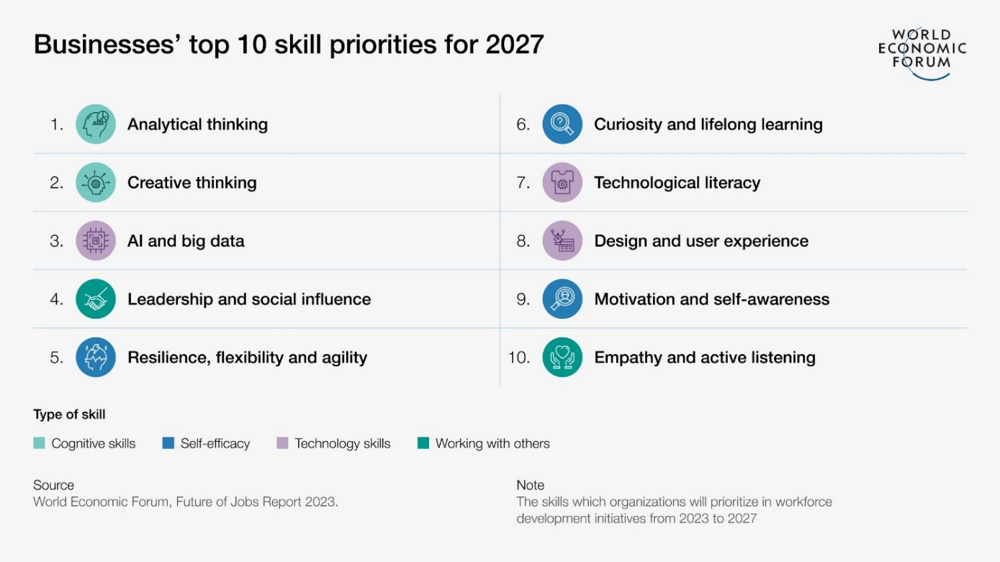 Businesses’ top 10 skill priorities for 2027
WORLD
ECONOMIC
FORUM
1. Analytical thinking
2. Creative thinking
3. AI and big data
4. Leadership and social influence
5. Resilience, flexibility and agility
6. Curiosity and lifelong learning
7. Technological literacy
8. Design and user experience
9. Motivation and self-awareness
10. Empathy and active listening
Type of skill
Cognitive skills
Self-efficacy
Technology skills
Working with others
Source
World Economic Forum, Future of Jobs Report 2023.
Note
The skills which organizations will prioritize in workforce
development initiatives from 2023 to 2027